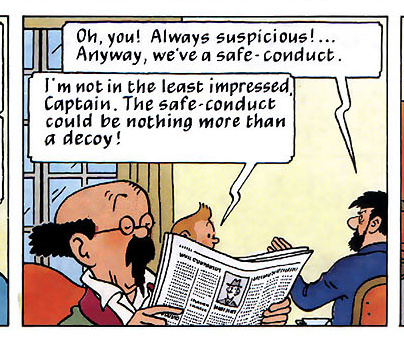 Oh, you! Always suspicious!...
Anyway, we've a safe-conduct.
I'm not in the least impressed,
Captain. The safe-conduct
could be nothing more than
a decoy!